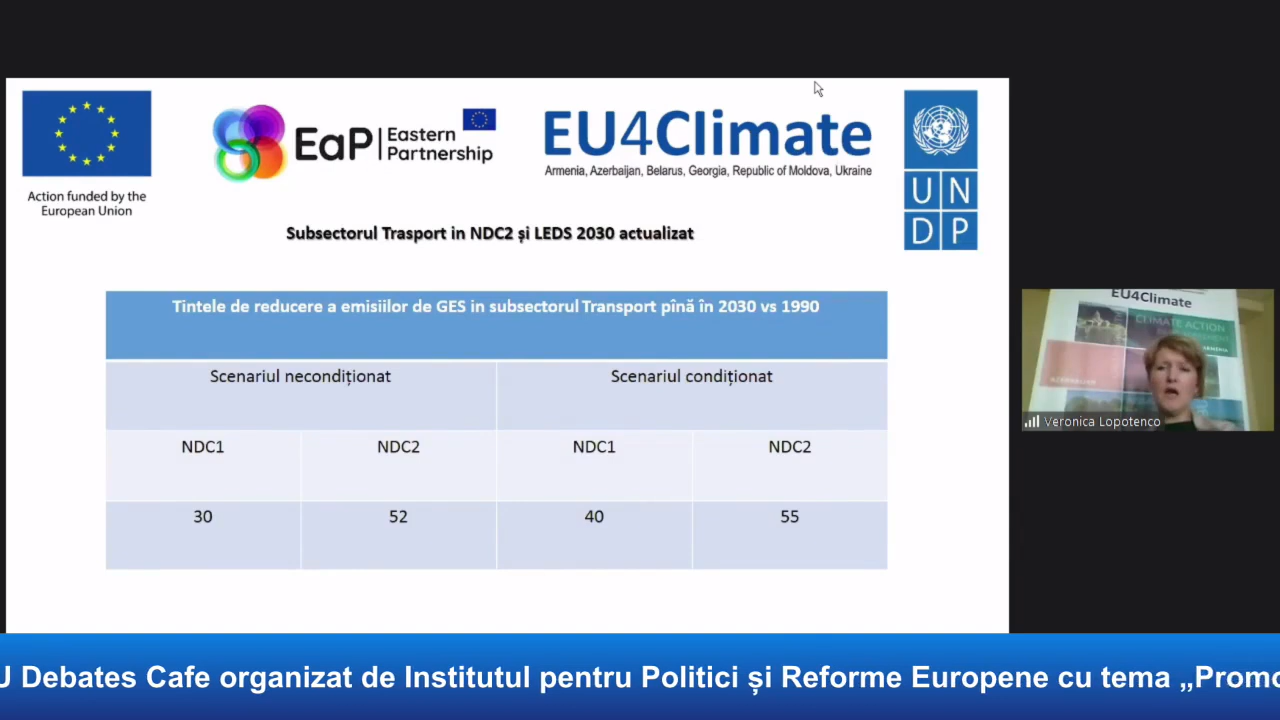 Action funded by the
European Union
EaP
Eastern
Partnership
EU4Climate
Armenia, Azerbaijan, Belarus, Georgia, Republic of Moldova, Ukraine
U N
D P
Subsectorul Trasport in NDC2 și LEDS 2030 actualizat
Tintele de reducere a emisiilor de GES in subsectorul Transport pînă în 2030 vs 1990
Scenariul necondiționat
Scenariul condiționat
NDC1
NDC2
NDC1
NDC2
30
52
40
55
EU4Climate
CLIMATE ACTION
Veronica Lopotenco
U Debates Cafe organizat de Institutul pentru Politici și Reforme Europene cu tema „Promo